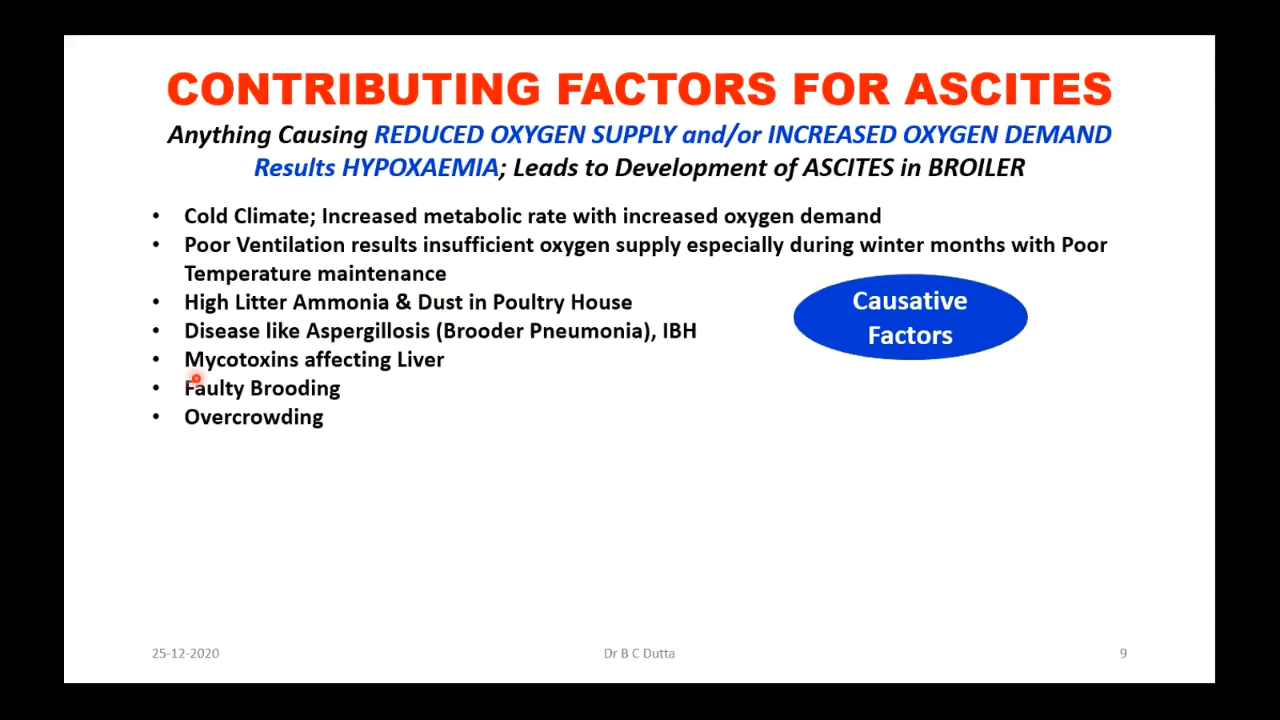 CONTRIBUTING FACTORS FOR ASCITES
Anything Causing REDUCED OXYGEN SUPPLY and/or INCREASED OXYGEN DEMAND
Results HYPOXAEMIA; Leads to Development of ASCITES in BROILER
• Cold Climate; Increased metabolic rate with increased oxygen demand
• Poor Ventilation results insufficient oxygen supply especially during winter months with Poor
Temperature maintenance
• High Litter Ammonia & Dust in Poultry House
• Disease like Aspergillosis (Brooder Pneumonia), IBH
• Mycotoxins affecting Liver
• Faulty Brooding
• Overcrowding
Causative
Factors
25-12-2020
Dr B C Dutta
9